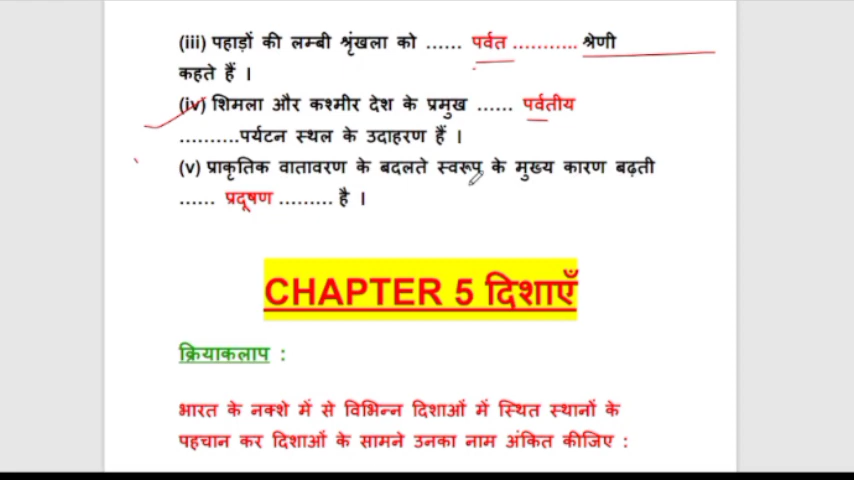 (iii) पहाड़ों की लम्बी श्रृंखला को ...... पर्वत ........... श्रेणी
कहते हैं ।
(iv) शिमला और कश्मीर देश के प्रमुख ...... पर्वतीय
..........पर्यटन स्थल के उदाहरण हैं ।
(v) प्राकृतिक वातावरण के बदलते स्वरूप के मुख्य कारण बढ़ती
...... प्रदूषण ......... है ।
CHAPTER 5 दिशाएँ
क्रियाकलाप :
भारत के नक्शे में से विभिन्न दिशाओं में स्थित स्थानों के
पहचान कर दिशाओं के सामने उनका नाम अंकित कीजिए :